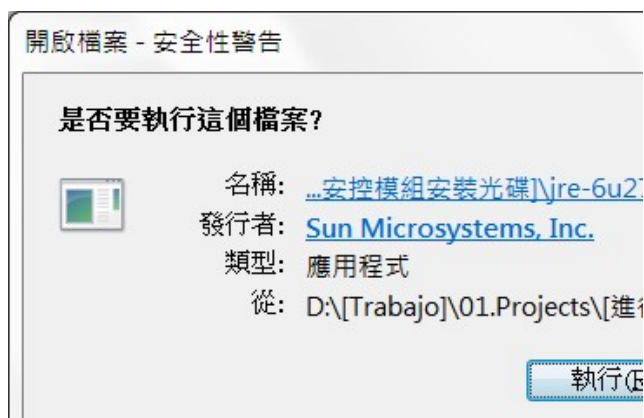 開啟檔案 - 安全性警告
是否要執行這個檔案?
名稱: ...安控模組安裝光碟]\jre-6u27
發行者: Sun Microsystems, Inc.
類型: 應用程式
從: D:\[Trabajo]\01.Projects\[進
執行(R